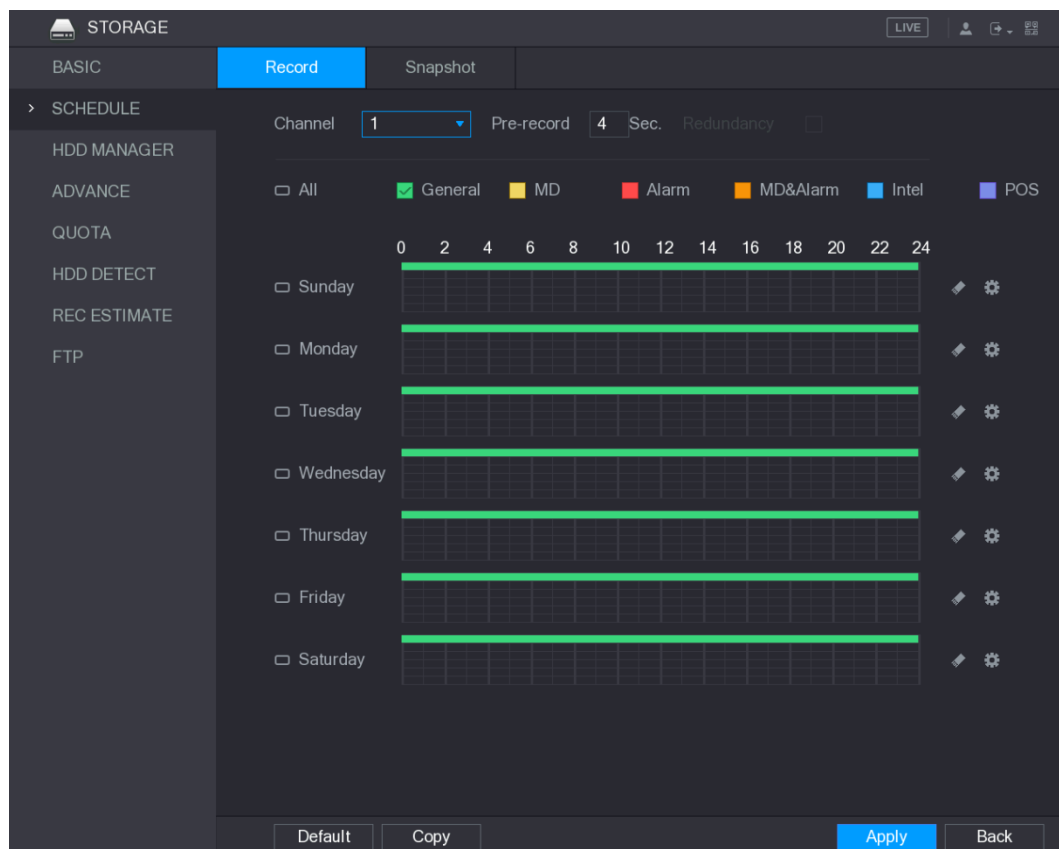 STORAGE LIVE
BASIC Record Snapshot
> SCHEDULE
Channel 1 Pre-record 4 Sec. Redundancy
HDD MANAGER
ADVANCE All General MD Alarm MD&Alarm Intel POS
QUOTA
0 2 4 6 8 10 12 14 16 18 20 22 24
HDD DETECT Sunday
REC ESTIMATE
Monday
FTP
Tuesday
Wednesday
Thursday
Friday
Saturday
Default Copy Apply Back